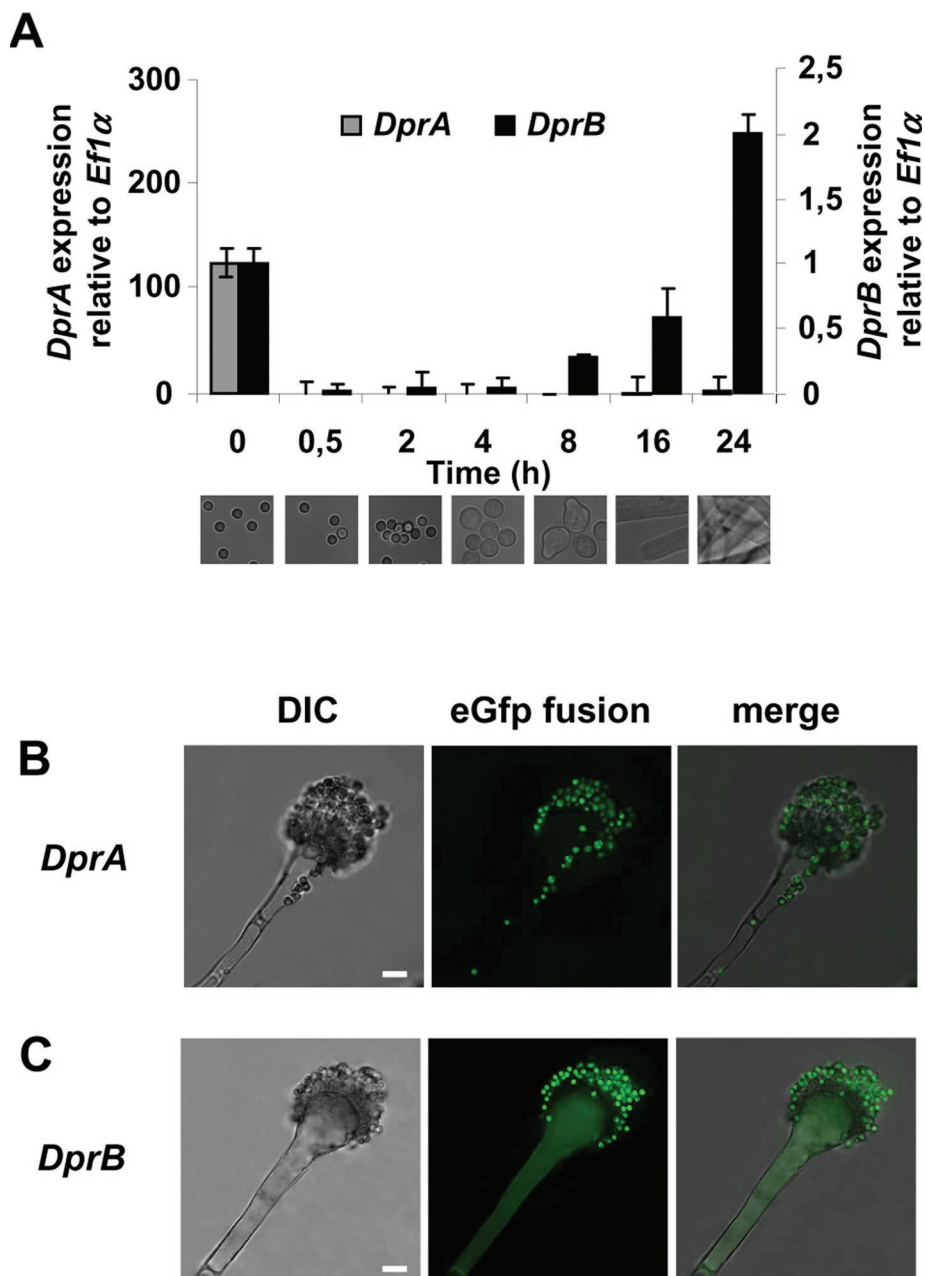 A
300
200
100
0
DprA expression
relative to Ef1α
DprA DprB
2,5
2
1,5
1
0,5
0
DprB expression
relative to Ef1α
0 0,5 2 4 8 16 24
Time (h)
DIC eGfp fusion merge
B
DprA
C
DprB